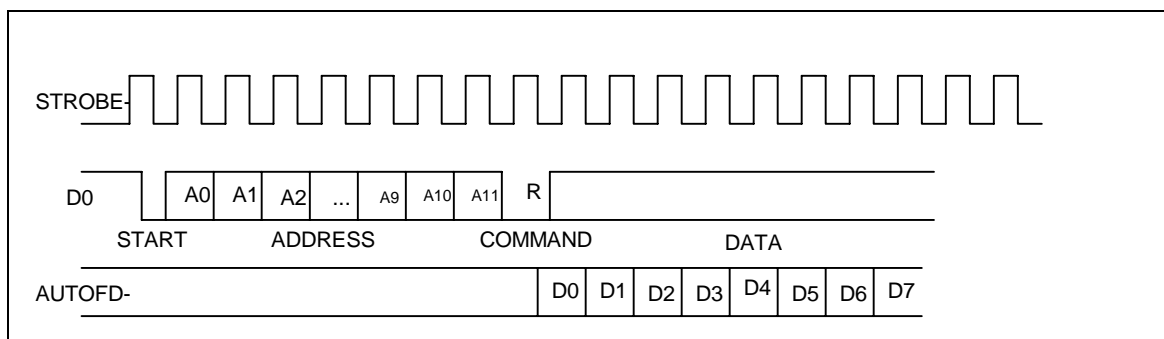 STROBE-
D0 A0 A1 A2 ... A9 A10 A11 R
START ADDRESS COMMAND DATA
AUTOFD- D0 D1 D2 D3 D4 D5 D6 D7